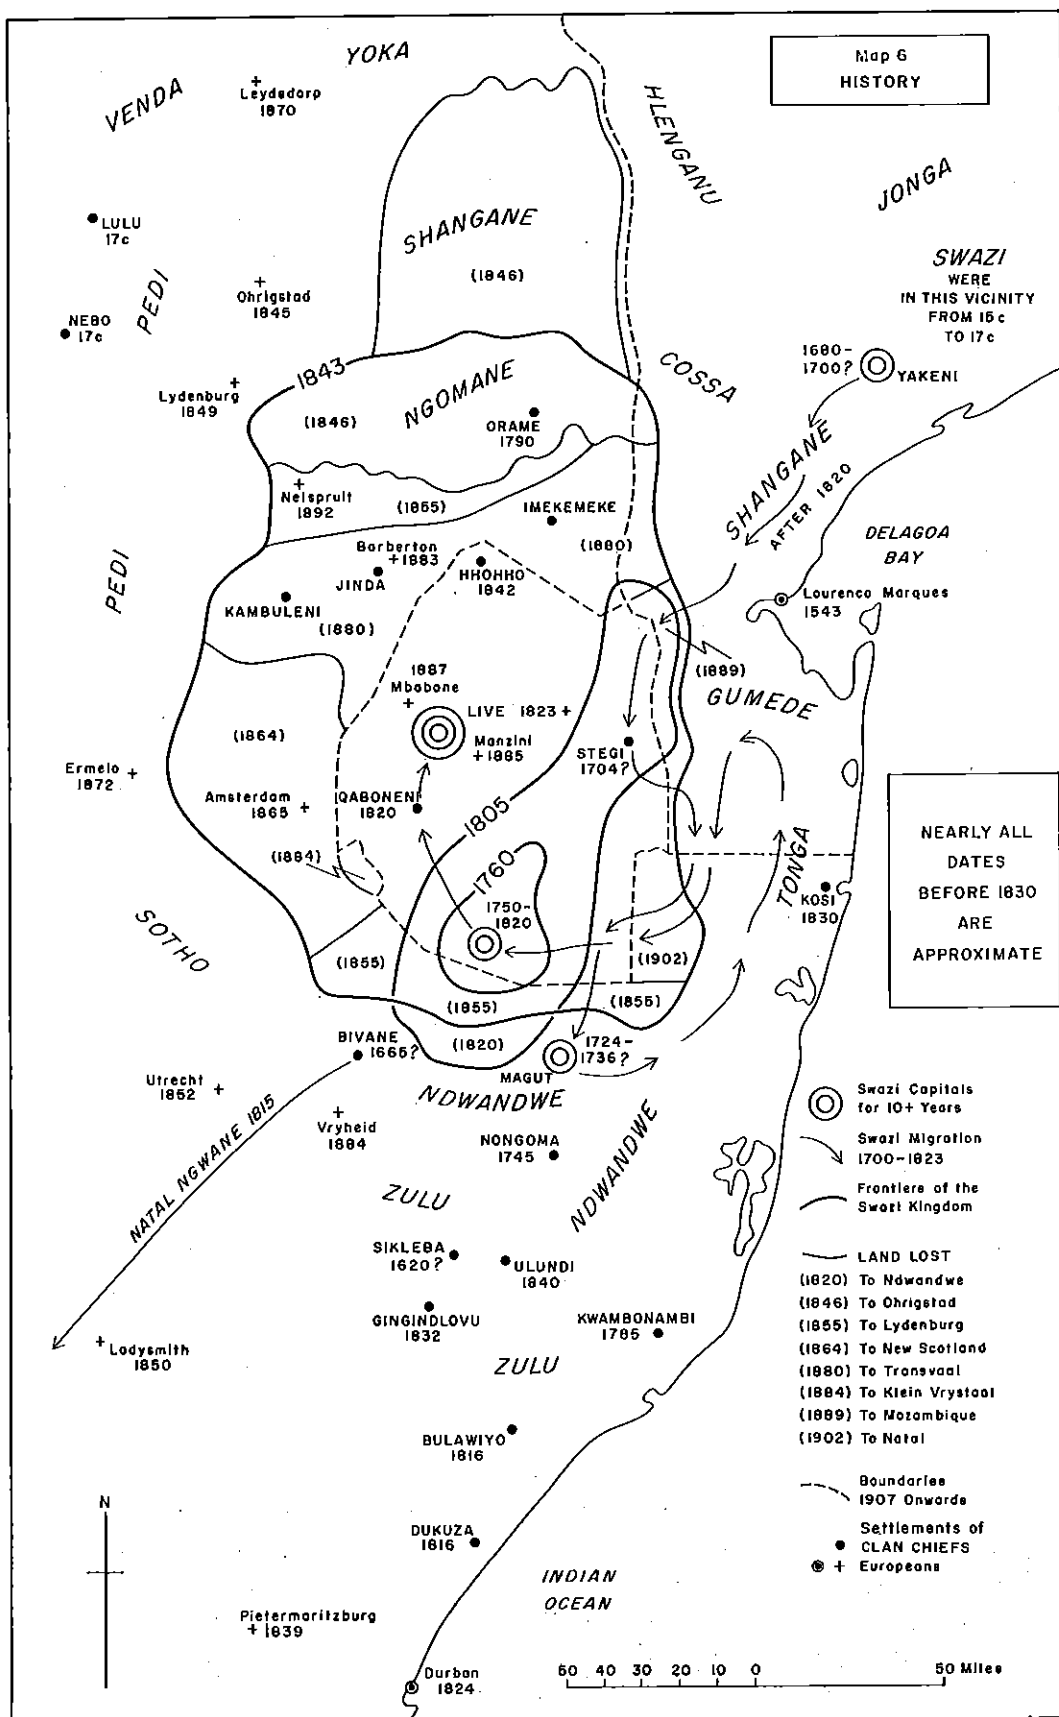 Map 6
HISTORY
YOKA
VENDA
+
Leydsdorp
1870
HLENGANU
JONGA
LULU
17c
PEDI
SHANGANE
(1846)
SWAZI
WERE
IN THIS VICINITY
FROM 15c
TO 17c
+
Ohrigstad
1845
NEBO
17c
1843
1680-
1700?
YAKENI
COSSA
NGOMANE
Lydenburg +
1849
(1846)
ORAME
1790
SHANGANE
AFTER 1820
+
Nelspruit
1892
(1855)
IMEKEMEKE
(1880)
DELAGOA
BAY
PEDI
Barberton
+1883
JINDA
HHOHHO
1842
KAMBULENI
(1880)
Lourenco Marques
1543
(1889)
GUMEDE
1887
Mbabane
+
LIVE 1823+
Manzini
+1885
(1864)
STEGI
1704?
Ermelo +
1872
Amsterdam
1865 +
QABONENI
1820
1805
(1884)
1760
TONGA
KOSI
1830
NEARLY ALL
DATES
BEFORE 1830
ARE
APPROXIMATE
SOTHO
1750-
1820
(1855)
(1902)
(1855)
(1855)
BIVANE
1665?
(1820)
1724-
1736?
MAGUT
NDWANDWE
Utrecht
1852 +
+
Vryheid
1884
NATAL NGWANE 1815
NONGOMA
1745
NDWANDWE
ZULU
SIKLEBA
1620?
ULUNDI
1840
GINGINDLOVU
1832
KWAMBONAMBI
1785
+
Ladysmith
1850
ZULU
BULAWIYO
1816
DUKUZA
1816
INDIAN
OCEAN
Pietermaritzburg
+1839
Durban
1824
N
Swazi Capitals
for 10+ Years
Swazi Migration
1700-1823
Frontiers of the
Swazi Kingdom
LAND LOST
(1820) To Ndwandwe
(1846) To Ohrigstad
(1855) To Lydenburg
(1864) To New Scotland
(1880) To Transvaal
(1884) To Klein Vrystaat
(1889) To Mozambique
(1902) To Natal
Boundaries
1907 Onwards
Settlements of
CLAN CHIEFS
+ Europeans
50 40 30 20 10 0 50 Miles